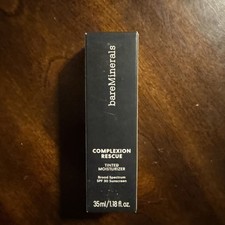 bareMinerals
COMPLEXION
RESCUE
TINTED
MOISTURIZER
Broad Spectrum
SPF 30 Sunscreen
35ml/1.18 fl.oz.